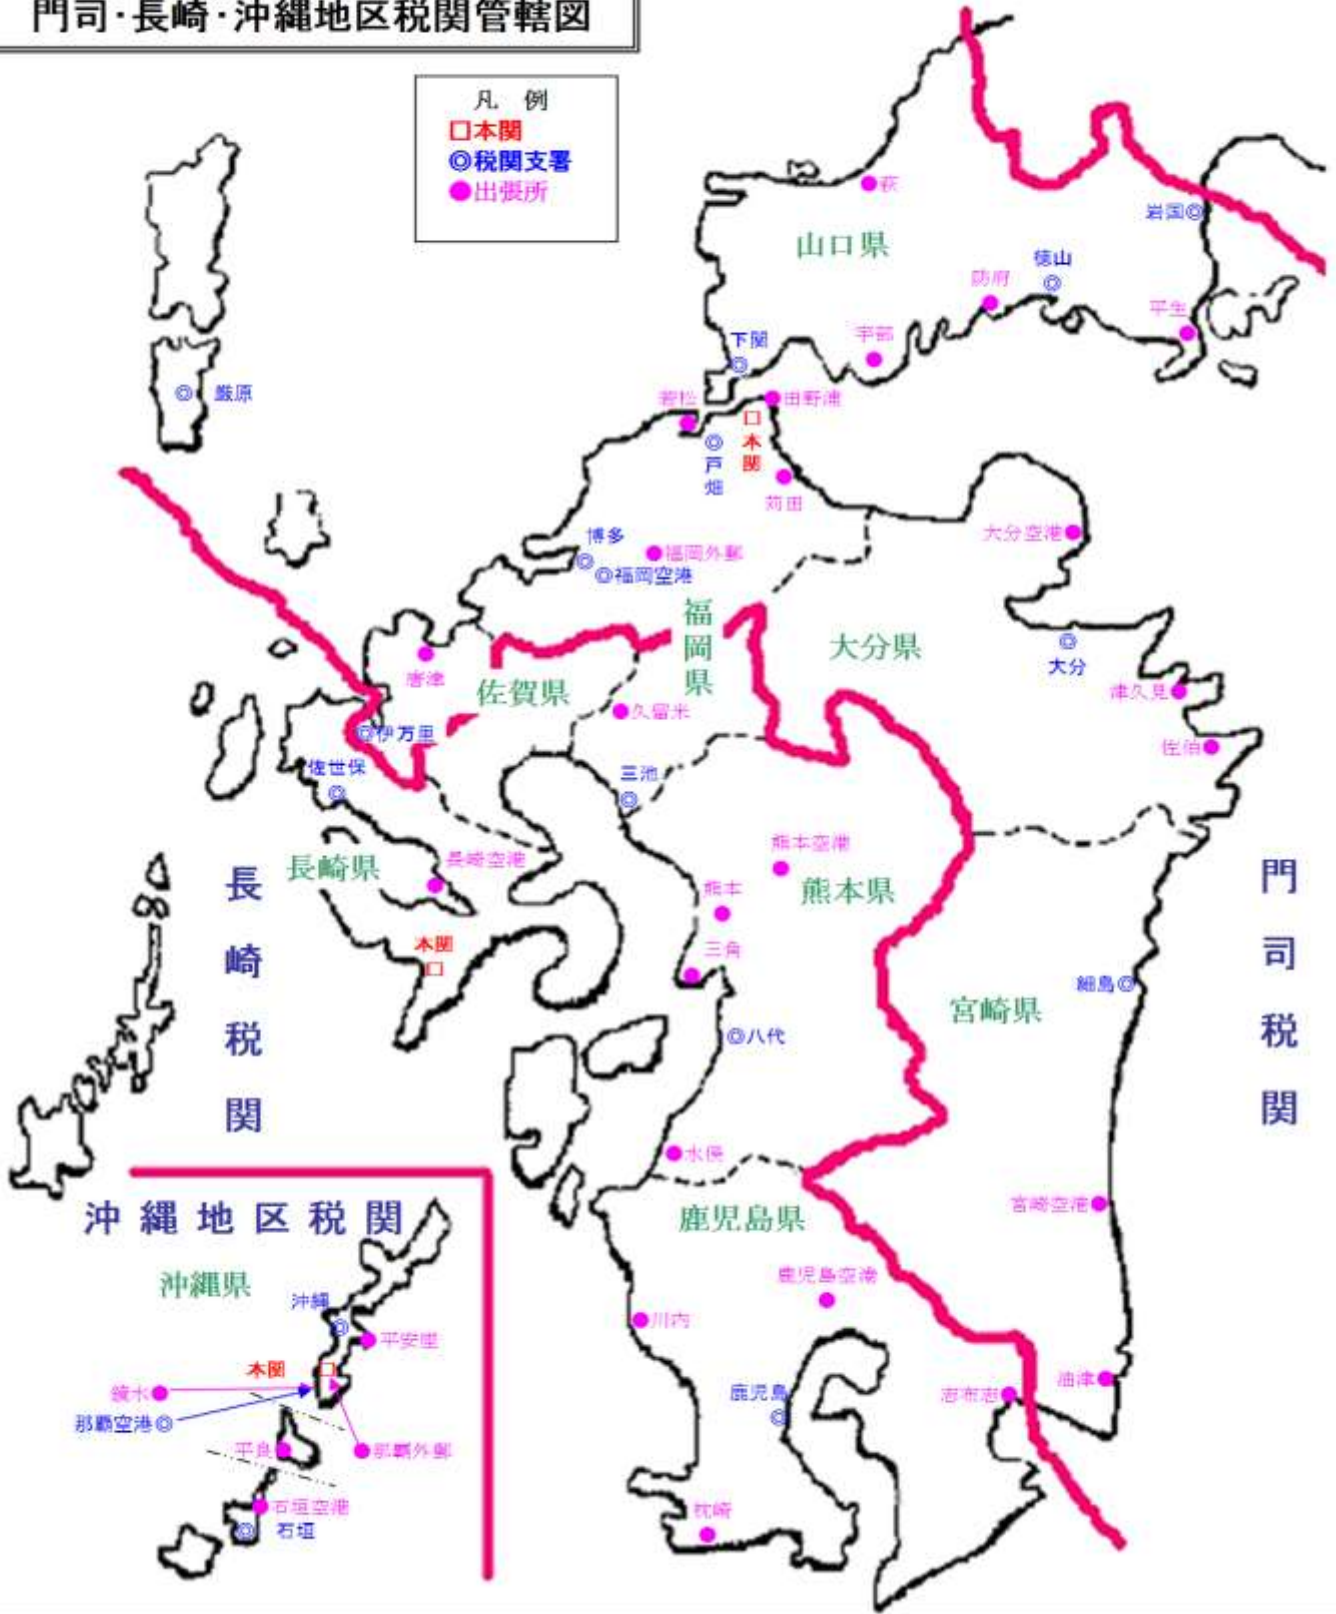 門司・長崎・沖縄地区税関管轄図
凡 例
□本関
◎税関支署
●出張所
萩
岩国◎
山口県
徳山
防府
平生
下関
宇部
厳原
若松
田野浦
本関
戸畑
苅田
大分空港
博多
福岡外郵
◎福岡空港
福岡県
大分県
大分
唐津
佐賀県
津久見
久留米
◎伊万里
佐伯
佐世保
三池
熊本空港
長崎県
長崎空港
熊本県
熊本
長崎税関
門司税関
本関
三角
細島◎
宮崎県
◎八代
水俣
沖縄地区税関
鹿児島県
宮崎空港
沖縄県
鹿児島空港
沖縄
川内
平安座
本関
油津
鏡水
鹿児島
志布志
那覇空港◎
平良
那覇外郵
石垣空港
枕崎
石垣